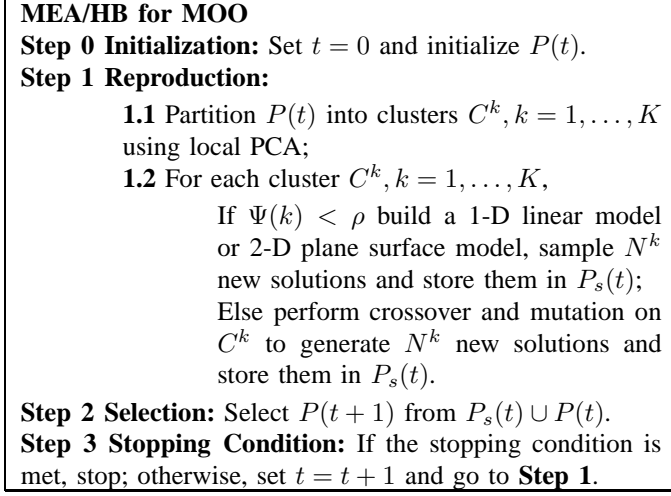 MEA/HB for MOO
Step 0 Initialization: Set t = 0 and initialize P(t).
Step 1 Reproduction:
1.1 Partition P(t) into clusters C^k, k = 1, . . . , K
using local PCA;
1.2 For each cluster C^k, k = 1, . . . , K,
If Ψ(k) < ρ build a 1-D linear model
or 2-D plane surface model, sample N^k
new solutions and store them in P_s(t);
Else perform crossover and mutation on
C^k to generate N^k new solutions and
store them in P_s(t).
Step 2 Selection: Select P(t + 1) from P_s(t) ∪ P(t).
Step 3 Stopping Condition: If the stopping condition is
met, stop; otherwise, set t = t + 1 and go to Step 1.